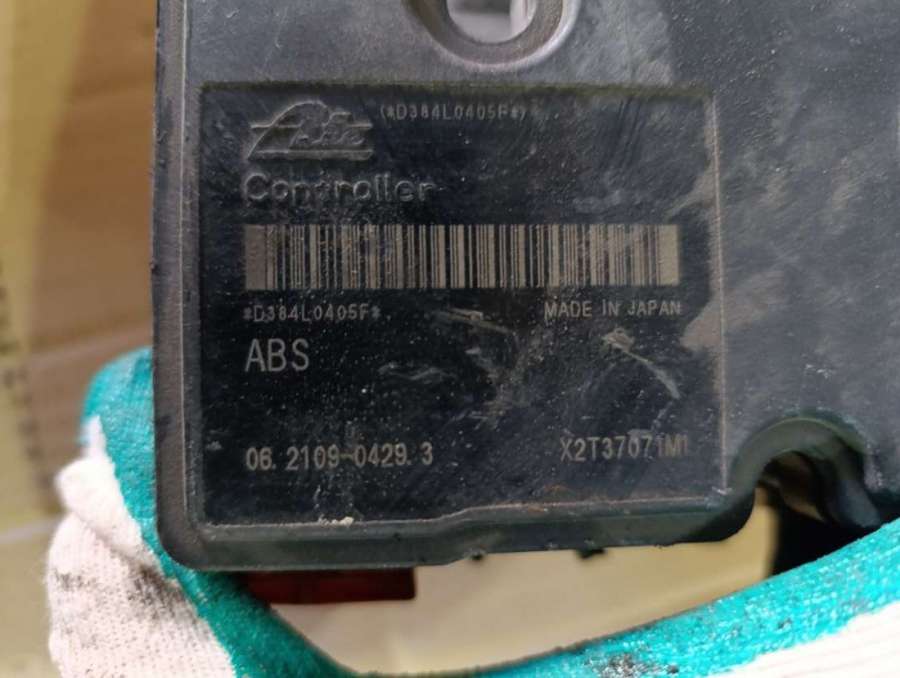 (*D384L0405F*)
Controller
*D384L0405F*
MADE IN JAPAN
ABS
06.2109-0429.3
X2T37071M1